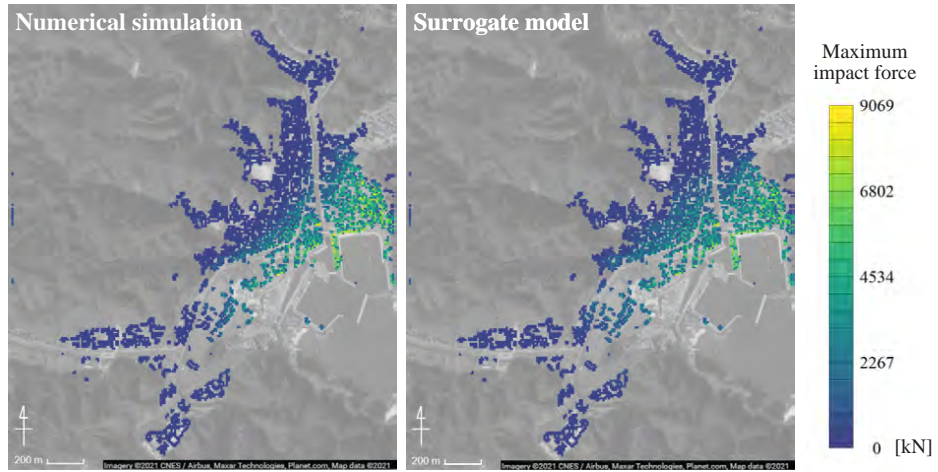 Numerical simulation
Surrogate model
Maximum
impact force
9069
6802
4534
2267
0 [kN]
200 m
Imagery ©2021 CNES / Airbus, Maxar Technologies, Planet.com, Map data ©2021
200 m
Imagery ©2021 CNES / Airbus, Maxar Technologies, Planet.com, Map data ©2021